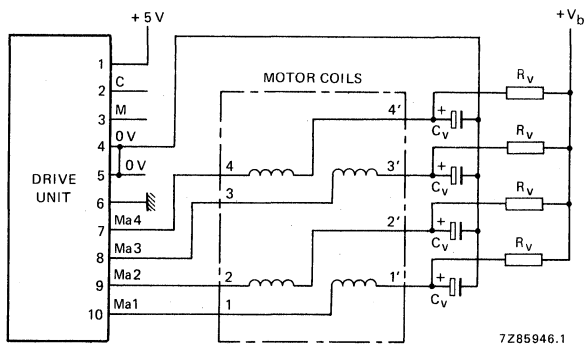 + 5 V
+V_b
1
2 C
3 M
MOTOR COILS
R_v
4 0 V
4' + C_v
5 0 V
R_v
DRIVE UNIT
4
3' + C_v
6
3
7 Ma4
R_v
8 Ma3
2' + C_v
9 Ma2
2
R_v
1' + C_v
10 Ma1
1
7Z85946.1